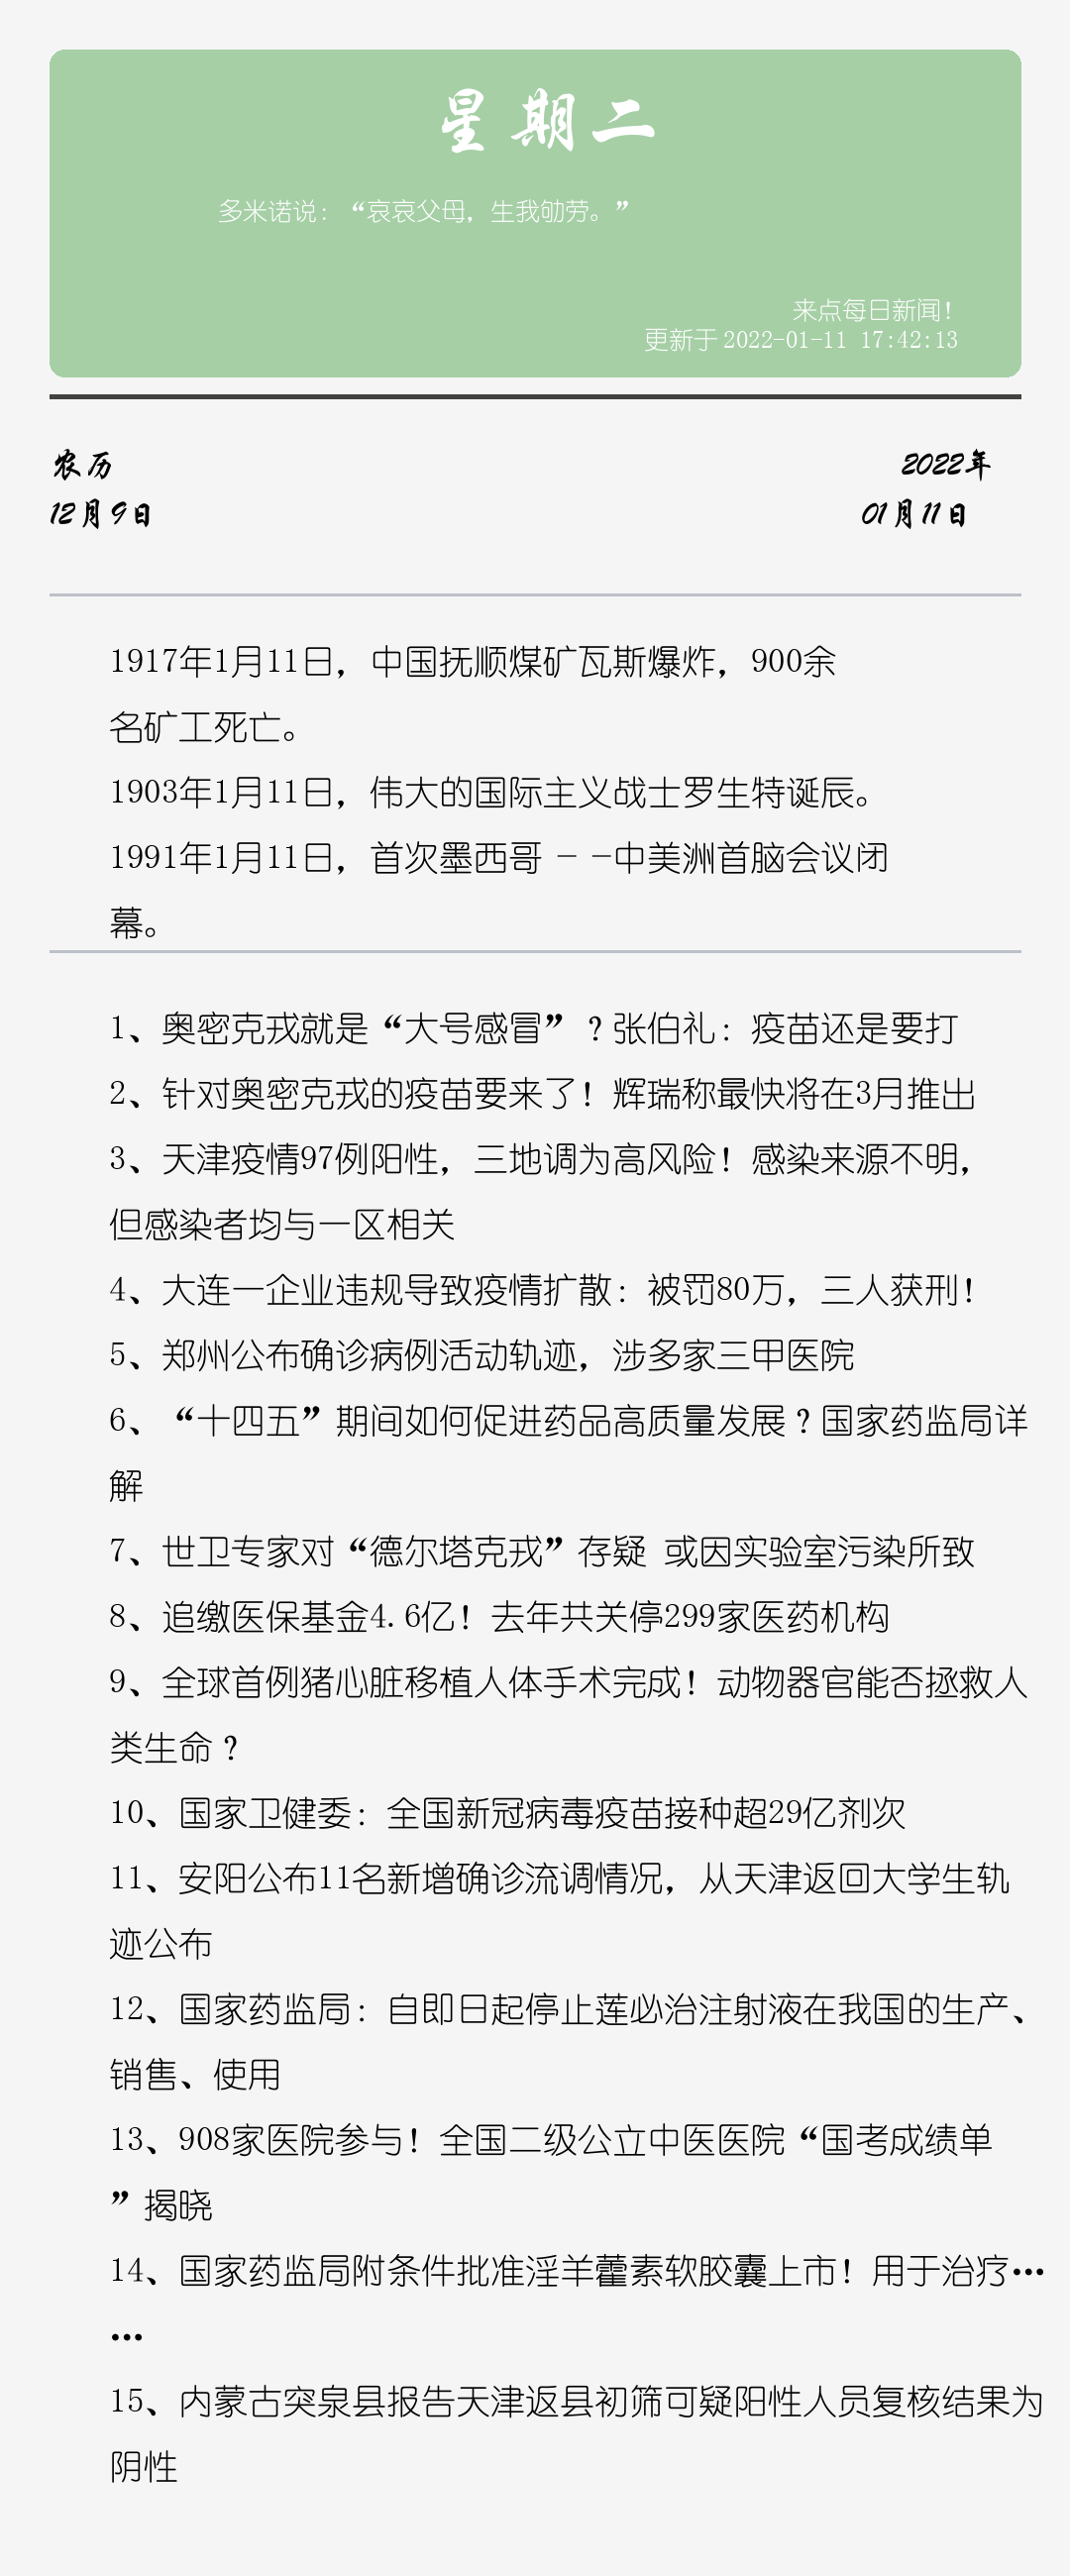 星期二
多米诺说：“哀哀父母，生我劬劳。”
来点每日新闻！
更新于 2022-01-11 17:42:13
农历
12月9日
2022年
01月11日
1917年1月11日，中国抚顺煤矿瓦斯爆炸，900余
名矿工死亡。
1903年1月11日，伟大的国际主义战士罗生特诞辰。
1991年1月11日，首次墨西哥 – –中美洲首脑会议闭
幕。
1、奥密克戎就是“大号感冒”？张伯礼：疫苗还是要打
2、针对奥密克戎的疫苗要来了！辉瑞称最快将在3月推出
3、天津疫情97例阳性，三地调为高风险！感染来源不明，
但感染者均与一区相关
4、大连一企业违规导致疫情扩散：被罚80万，三人获刑！
5、郑州公布确诊病例活动轨迹，涉多家三甲医院
6、“十四五”期间如何促进药品高质量发展？国家药监局详
解
7、世卫专家对“德尔塔克戎”存疑 或因实验室污染所致
8、追缴医保基金4.6亿！去年共关停299家医药机构
9、全球首例猪心脏移植人体手术完成！动物器官能否拯救人
类生命？
10、国家卫健委：全国新冠病毒疫苗接种超29亿剂次
11、安阳公布11名新增确诊流调情况，从天津返回大学生轨
迹公布
12、国家药监局：自即日起停止莲必治注射液在我国的生产、
销售、使用
13、908家医院参与！全国二级公立中医医院“国考成绩单
”揭晓
14、国家药监局附条件批准淫羊藿素软胶囊上市！用于治疗…
…
15、内蒙古突泉县报告天津返县初筛可疑阳性人员复核结果为
阴性